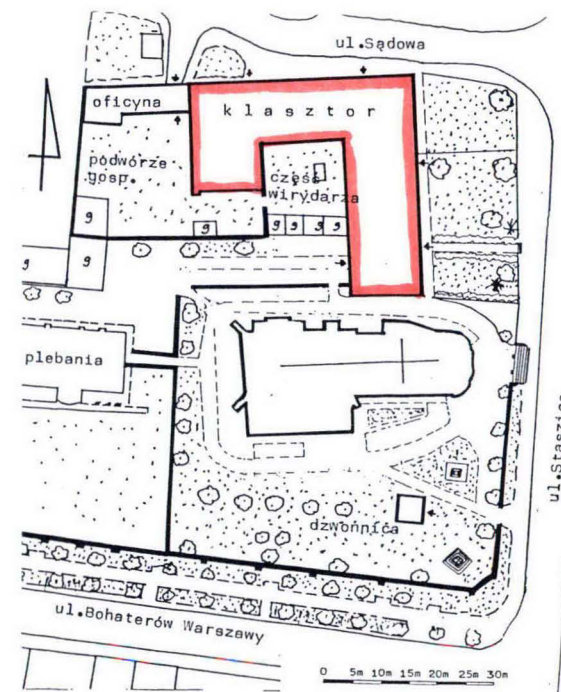 ul.Sądowa
oficyna
klasztor
podwórze
gosp.
część
wirydarza
g
g
g
g
g
g
g
g
plebania
ul.Staszica
dzwonnica
ul.Bohaterów Warszawy
0 5m 10m 15m 20m 25m 30m